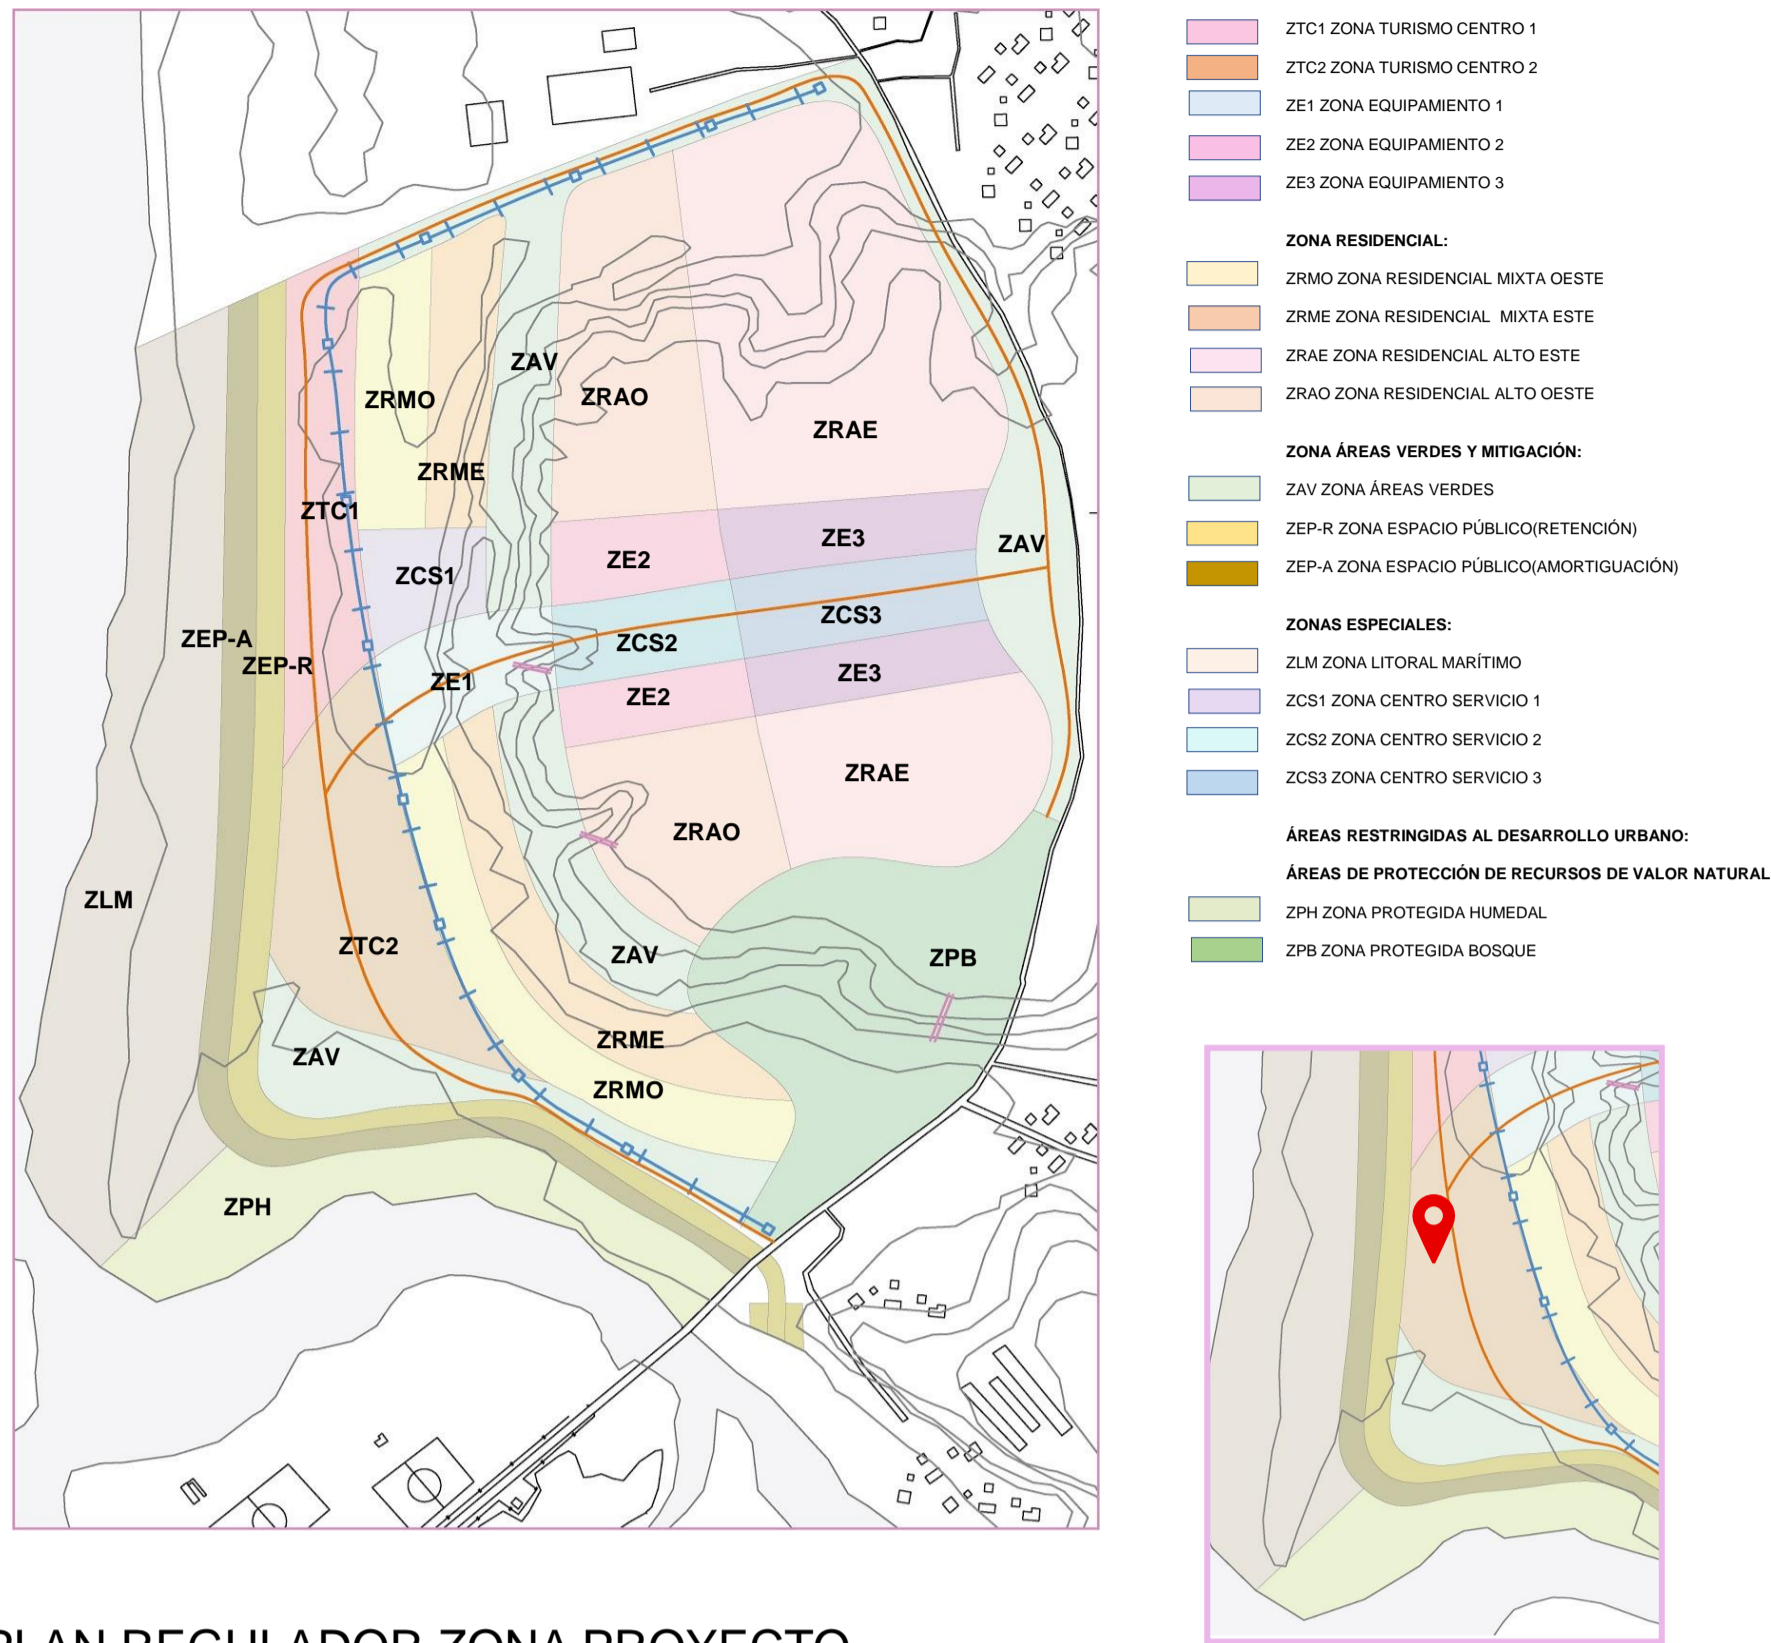 ZTC1 ZONA TURISMO CENTRO 1
ZTC2 ZONA TURISMO CENTRO 2
ZE1 ZONA EQUIPAMIENTO 1
ZE2 ZONA EQUIPAMIENTO 2
ZE3 ZONA EQUIPAMIENTO 3
ZONA RESIDENCIAL:
ZRMO ZONA RESIDENCIAL MIXTA OESTE
ZRME ZONA RESIDENCIAL MIXTA ESTE
ZRAE ZONA RESIDENCIAL ALTO ESTE
ZRAO ZONA RESIDENCIAL ALTO OESTE
ZONA ÁREAS VERDES Y MITIGACIÓN:
ZAV ZONA ÁREAS VERDES
ZEP-R ZONA ESPACIO PÚBLICO(RETENCIÓN)
ZEP-A ZONA ESPACIO PÚBLICO(AMORTIGUACIÓN)
ZONAS ESPECIALES:
ZLM ZONA LITORAL MARÍTIMO
ZCS1 ZONA CENTRO SERVICIO 1
ZCS2 ZONA CENTRO SERVICIO 2
ZCS3 ZONA CENTRO SERVICIO 3
ÁREAS RESTRINGIDAS AL DESARROLLO URBANO:
ÁREAS DE PROTECCIÓN DE RECURSOS DE VALOR NATURAL
ZPH ZONA PROTEGIDA HUMEDAL
ZPB ZONA PROTEGIDA BOSQUE
ZAV
ZRMO
ZRAO
ZRAE
ZRME
ZTC1
ZE3
ZAV
ZE2
ZCS1
ZCS3
ZEP-A
ZCS2
ZEP-R
ZE3
ZE1
ZE2
ZRAE
ZRAO
ZLM
ZTC2
ZAV
ZPB
ZRME
ZAV
ZRMO
ZPH
PLAN REGULADOR ZONA PROYECTO